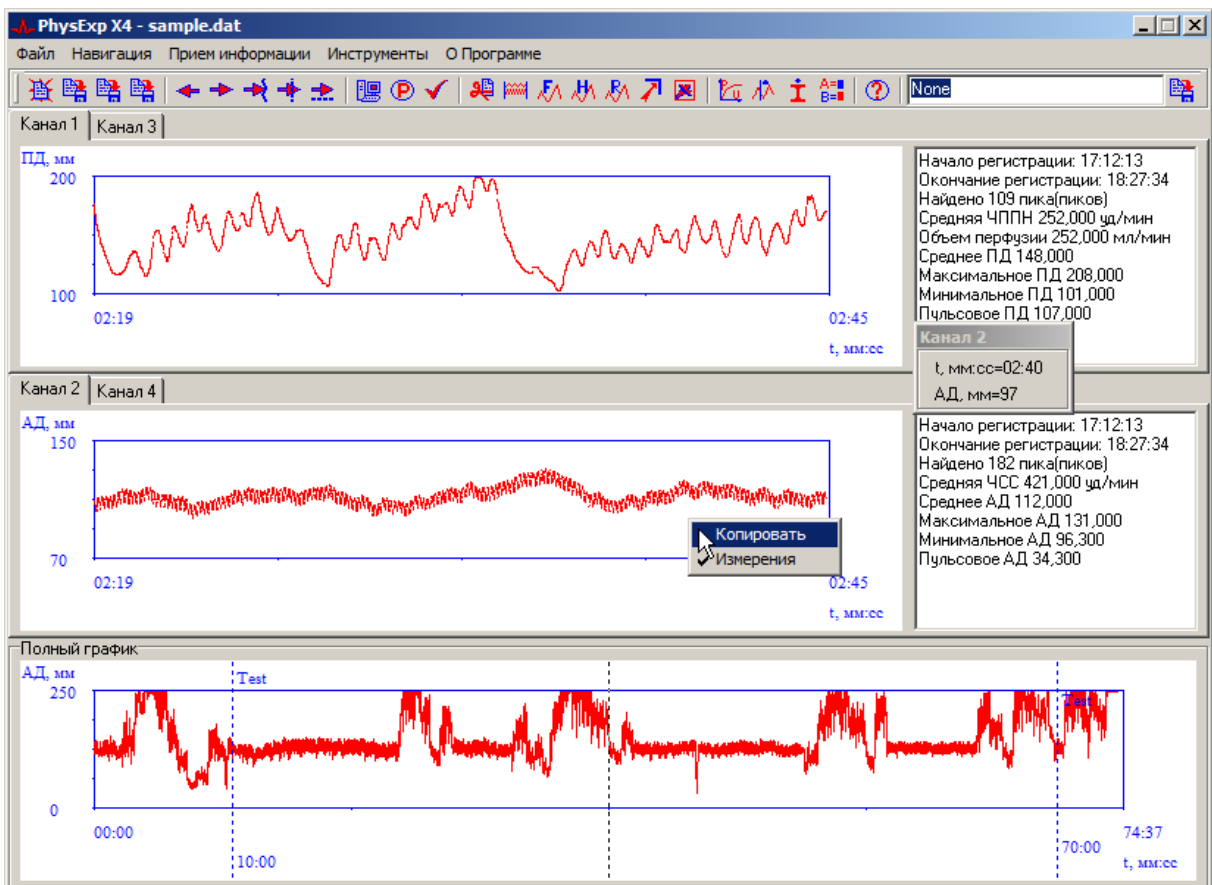 PhysExp X4 - sample.dat
Файл Навигация Прием информации Инструменты О Программе
None
Канал 1 Канал 3
ПД, мм
200
100
02:19
02:45
t, мм:сс
Начало регистрации: 17:12:13
Окончание регистрации: 18:27:34
Найдено 109 пика(пиков)
Средняя ЧППН 252,000 уд/мин
Объем перфузии 252,000 мл/мин
Среднее ПД 148,000
Максимальное ПД 208,000
Минимальное ПД 101,000
Пульсовое ПД 107,000
Канал 2
t, мм:сс=02:40
АД, мм=97
Канал 2 Канал 4
АД, мм
150
70
02:19
02:45
t, мм:сс
Копировать
Измерения
Начало регистрации: 17:12:13
Окончание регистрации: 18:27:34
Найдено 182 пика(пиков)
Средняя ЧСС 421,000 уд/мин
Среднее АД 112,000
Максимальное АД 131,000
Минимальное АД 96,300
Пульсовое АД 34,300
Полный график
АД, мм
250
0
Test
Test
00:00
10:00
70:00
74:37
t, мм:сс